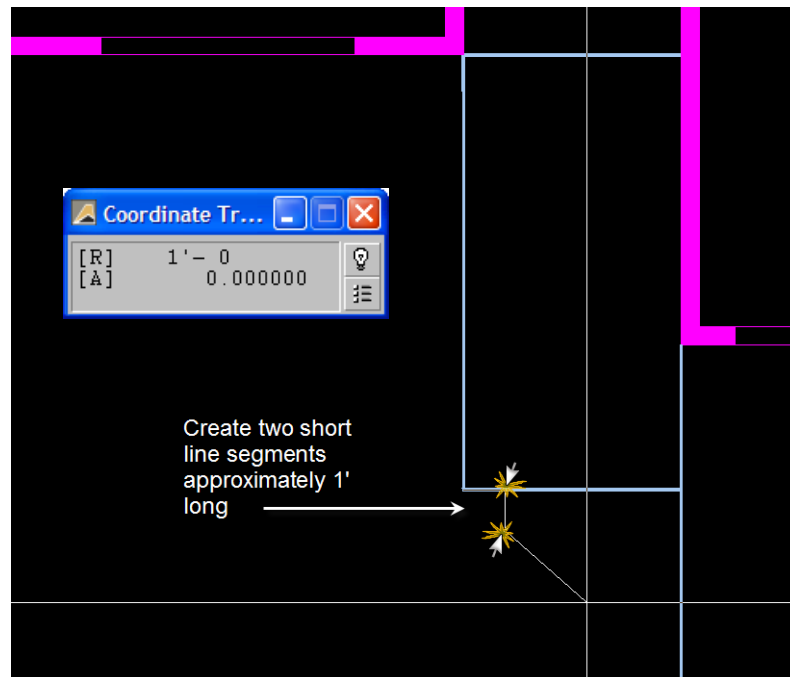 Coordinate Tr...
[R] 1'- 0
[A] 0.000000
Create two short
line segments
approximately 1'
long